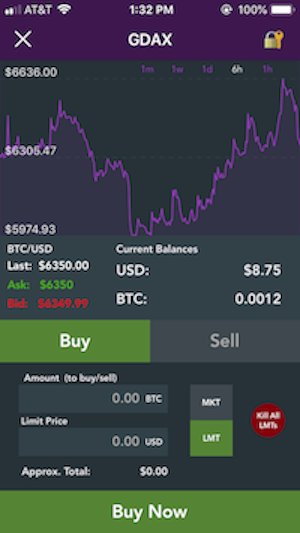 AT&T 1:32 PM 100%
GDAX
$6636.00 1m 1w 1d 6h 1h
$6305.47
$5974.93
BTC/USD Current Balances
Last: $6350.00
Ask: $6350
Bid: $6349.99
USD: $8.75
BTC: 0.0012
Buy Sell
Amount (to buy/sell)
0.00 BTC
MKT
Limit Price
0.00 USD
LMT
Kill All
LMTs
Approx. Total: $0.00
Buy Now